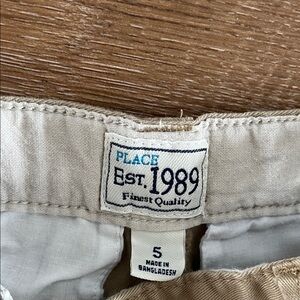 PLACE
EST. 1989
Finest Quality
5
MADE IN
BANGLADESH